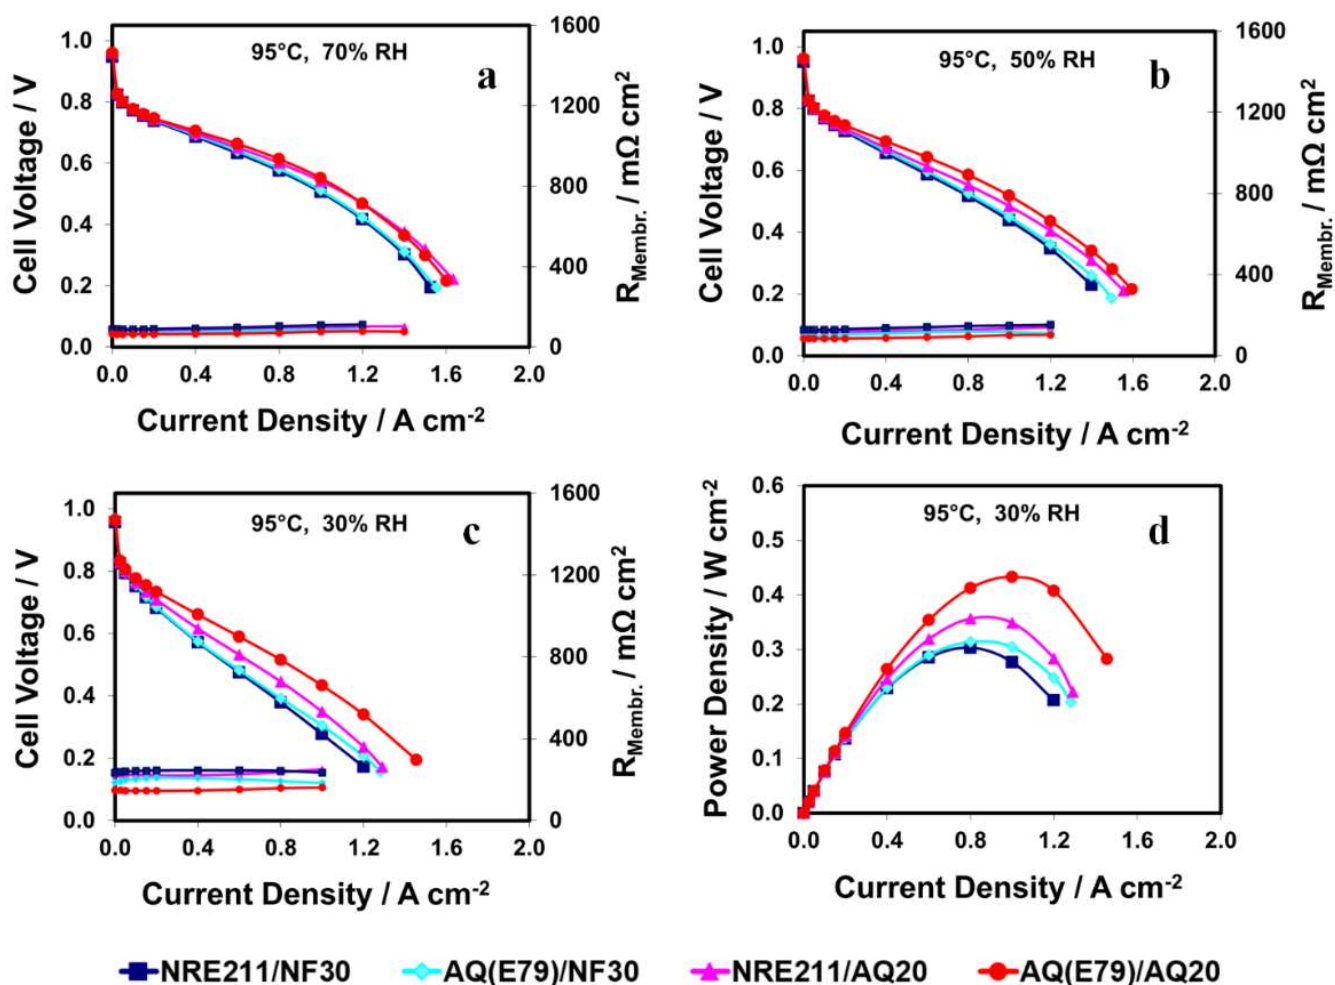 95°C, 70% RH
a
Cell Voltage / V
1.0
0.8
0.6
0.4
0.2
0.0
1600
1200
800
400
0
R_Membr. / mΩ cm²
0.0 0.4 0.8 1.2 1.6 2.0
Current Density / A cm⁻²
95°C, 50% RH
b
Cell Voltage / V
1.0
0.8
0.6
0.4
0.2
0.0
1600
1200
800
400
0
R_Membr. / mΩ cm²
0.0 0.4 0.8 1.2 1.6 2.0
Current Density / A cm⁻²
95°C, 30% RH
c
Cell Voltage / V
1.0
0.8
0.6
0.4
0.2
0.0
1600
1200
800
400
0
R_Membr. / mΩ cm²
0.0 0.4 0.8 1.2 1.6 2.0
Current Density / A cm⁻²
95°C, 30% RH
d
Power Density / W cm⁻²
0.6
0.5
0.4
0.3
0.2
0.1
0.0
0.0 0.4 0.8 1.2 1.6 2.0
Current Density / A cm⁻²
NRE211/NF30 AQ(E79)/NF30 NRE211/AQ20 AQ(E79)/AQ20